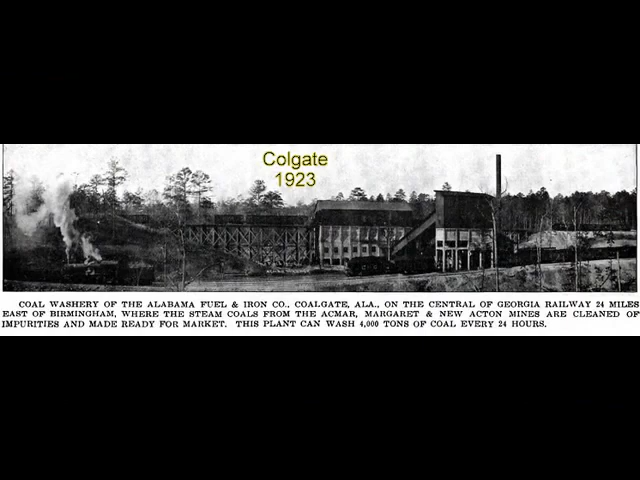 Colgate
1923
COAL WASHERY OF THE ALABAMA FUEL & IRON CO., COALGATE, ALA., ON THE CENTRAL OF GEORGIA RAILWAY 24 MILES
EAST OF BIRMINGHAM, WHERE THE STEAM COALS FROM THE ACMAR, MARGARET & NEW ACTON MINES ARE CLEANED OF
IMPURITIES AND MADE READY FOR MARKET. THIS PLANT CAN WASH 4,000 TONS OF COAL EVERY 24 HOURS.